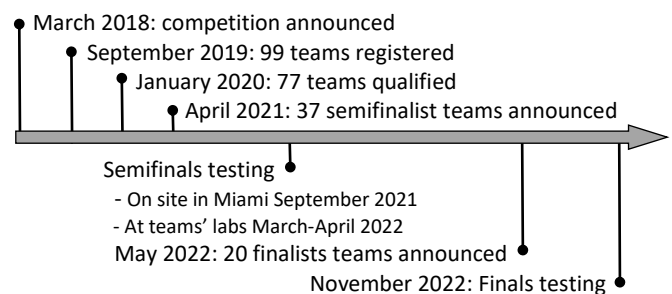 March 2018: competition announced
September 2019: 99 teams registered
January 2020: 77 teams qualified
April 2021: 37 semifinalist teams announced
Semifinals testing
- On site in Miami September 2021
- At teams' labs March-April 2022
May 2022: 20 finalists teams announced
November 2022: Finals testing